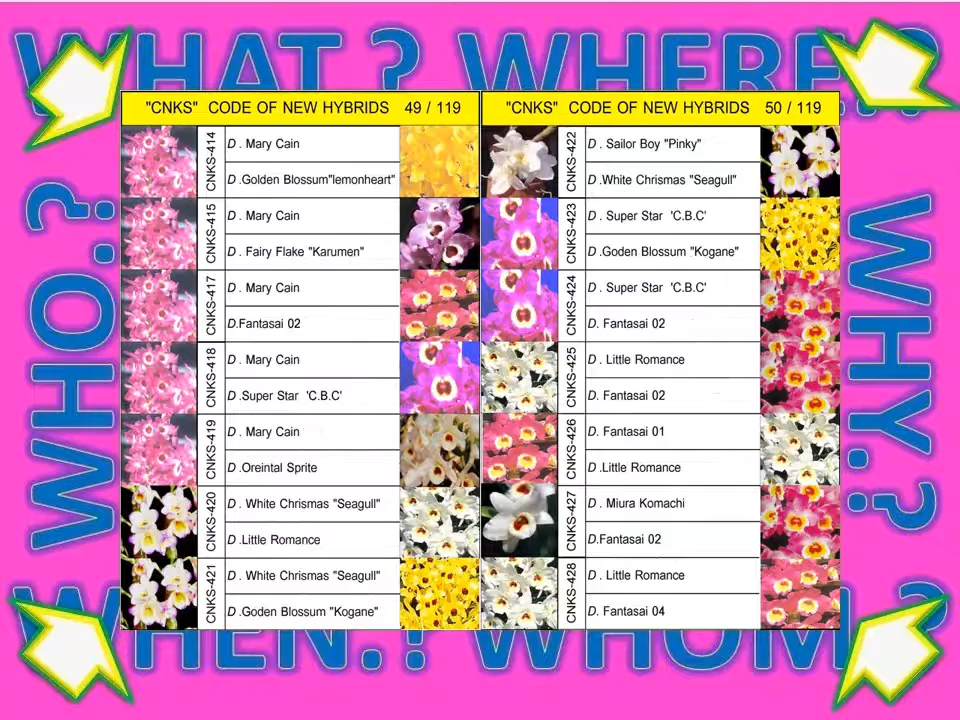 WHAT ? WHERE.?
WHO.?
WHY.?
"CNKS" CODE OF NEW HYBRIDS 49 / 119
CNKS-414
D . Mary Cain
D .Golden Blossum"lemonheart"
CNKS-415
D . Mary Cain
D . Fairy Flake "Karumen"
CNKS-417
D . Mary Cain
D.Fantasai 02
CNKS-418
D . Mary Cain
D .Super Star 'C.B.C'
CNKS-419
D . Mary Cain
D .Oreintal Sprite
CNKS-420
D . White Chrismas "Seagull"
D .Little Romance
CNKS-421
D . White Chrismas "Seagull"
D .Goden Blossum "Kogane"
"CNKS" CODE OF NEW HYBRIDS 50 / 119
CNKS-422
D . Sailor Boy "Pinky"
D .White Chrismas "Seagull"
CNKS-423
D . Super Star 'C.B.C'
D .Goden Blossum "Kogane"
CNKS-424
D . Super Star 'C.B.C'
D . Fantasai 02
CNKS-425
D . Little Romance
D . Fantasai 02
CNKS-426
D . Fantasai 01
D .Little Romance
CNKS-427
D . Miura Komachi
D.Fantasai 02
CNKS-428
D . Little Romance
D. Fantasai 04
WHEN.? WHOM ?